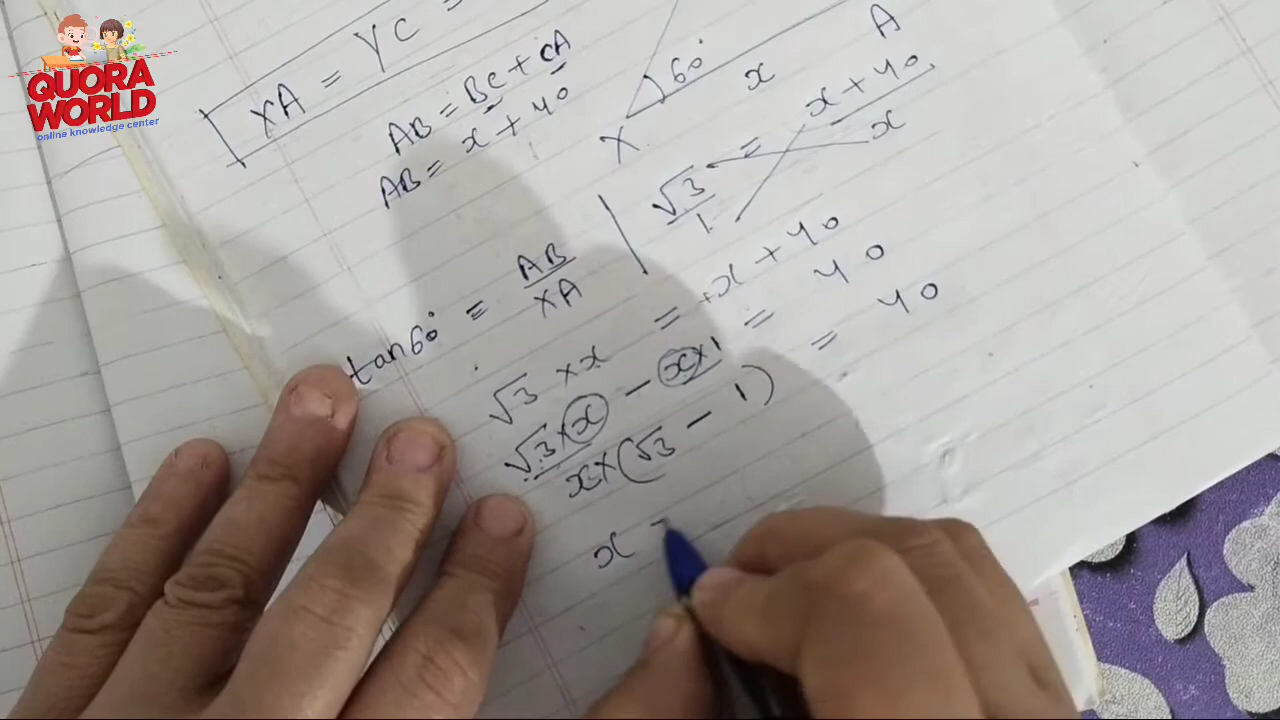 QUORA
WORLD
online knowledge center
XA = YC =
AB = BC + CA
AB = x + 40
60°
x
A
X
tan60° = AB/XA
√3/1 = x + 40/x
√3 × x = +x + 40
√3 × x - x × 1 = 40
x × (√3 - 1) = 40
x